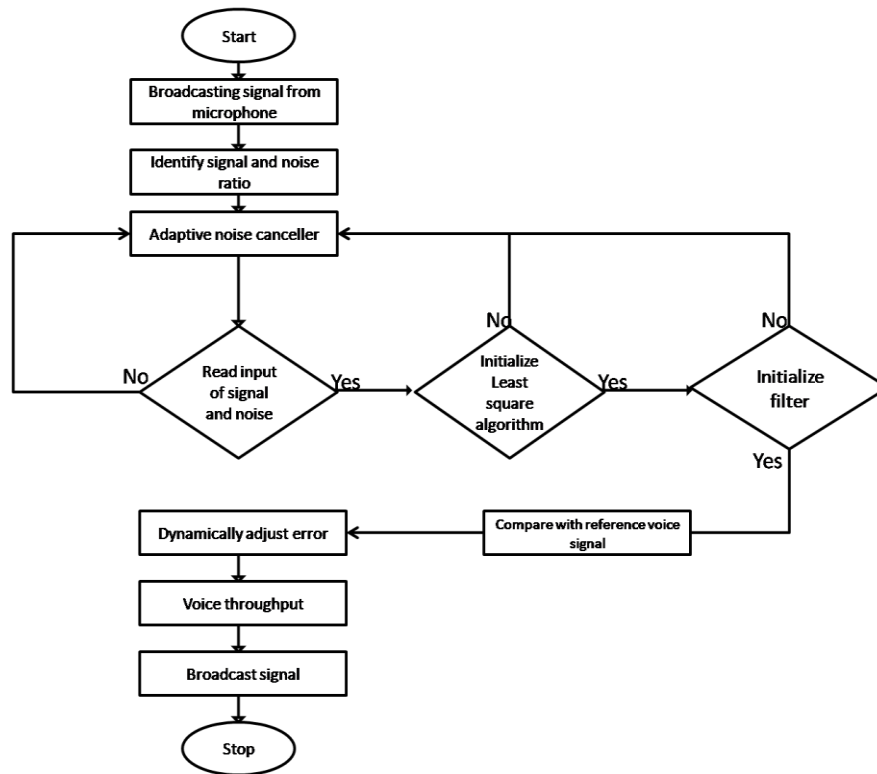 Start
Broadcasting signal from
microphone
Identify signal and noise
ratio
Adaptive noise canceller
No
Read input
of signal
and noise
Yes
No
Initialize
Least
square
algorithm
Yes
No
Initialize
filter
Yes
Compare with reference voice
signal
Dynamically adjust error
Voice throughput
Broadcast signal
Stop